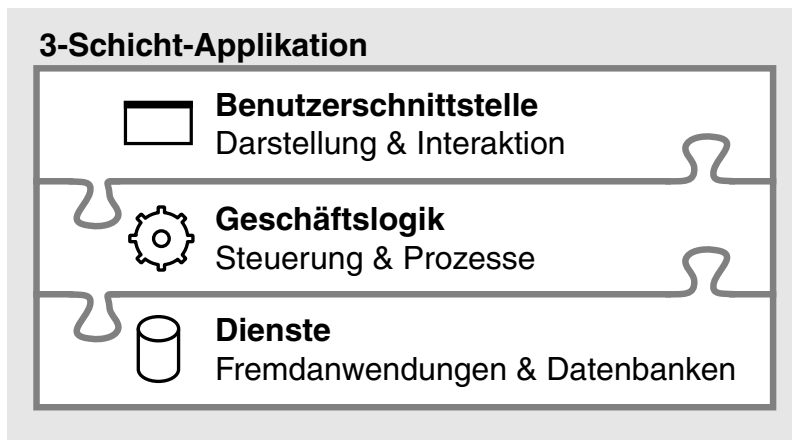 3-Schicht-Applikation
Benutzerschnittstelle
Darstellung & Interaktion
Geschäftslogik
Steuerung & Prozesse
Dienste
Fremdanwendungen & Datenbanken